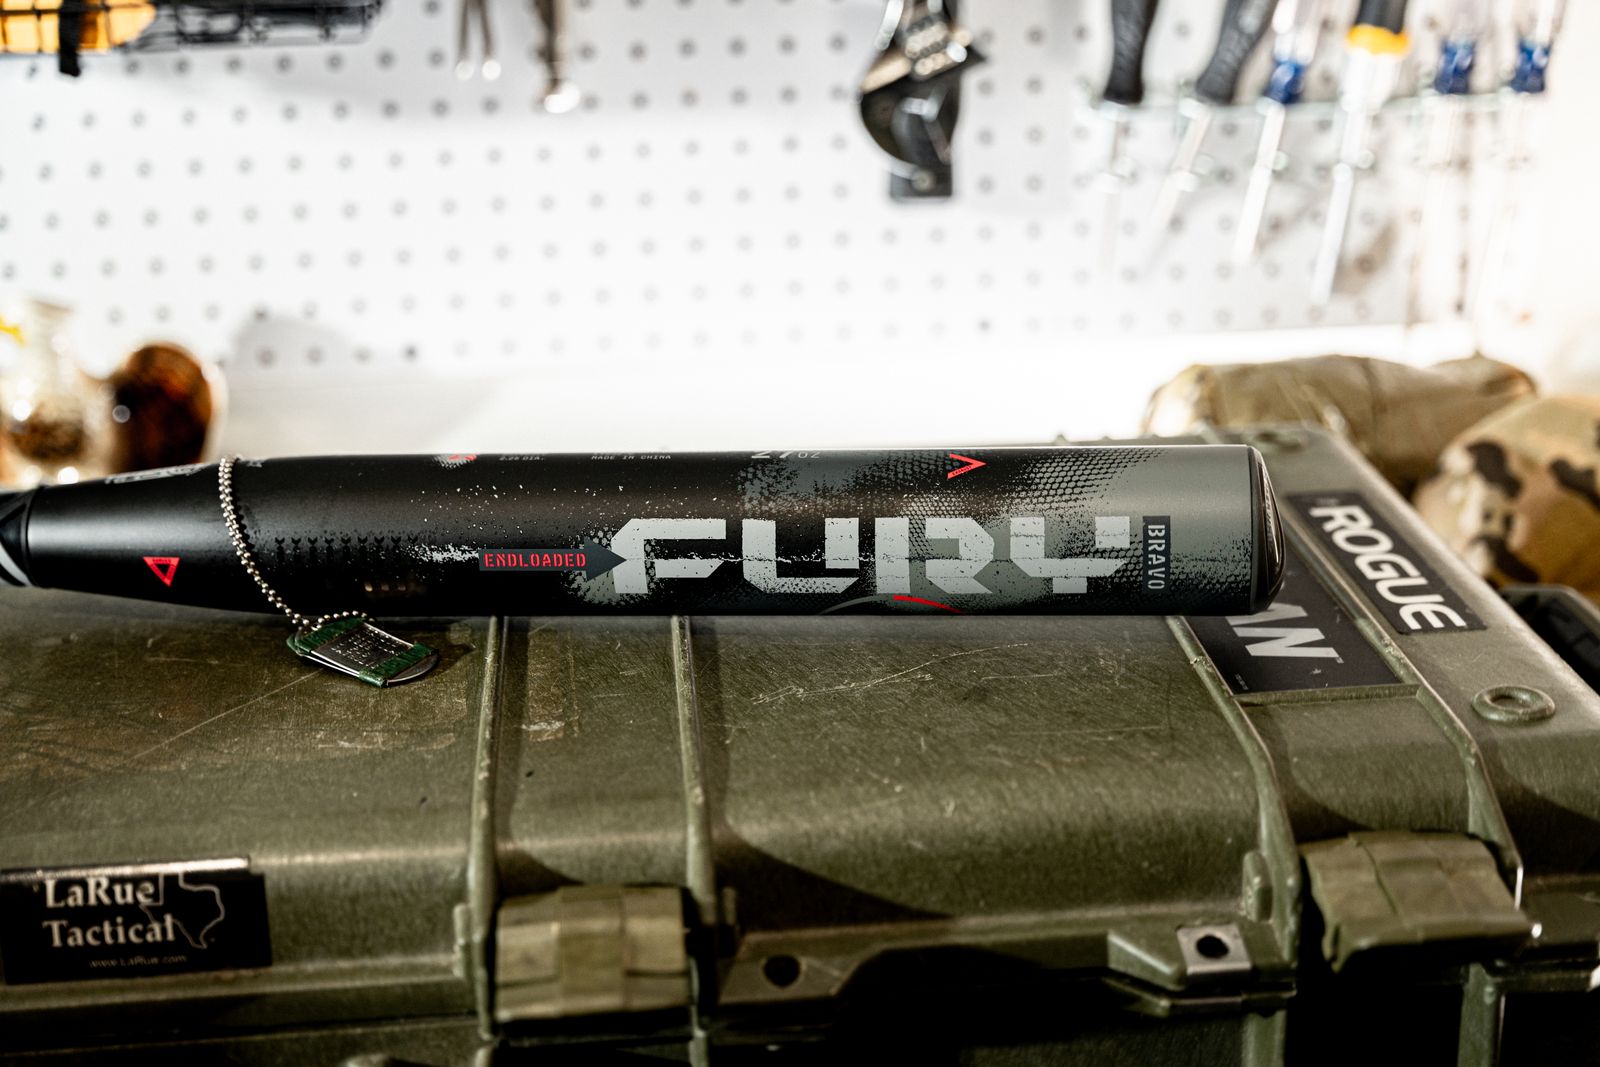 2.25 DIA.
MADE IN CHINA
27 OZ
ENDLOADED
FURY
BRAVO
ROGUE
LaRue
Tactical
www.LaRue.com